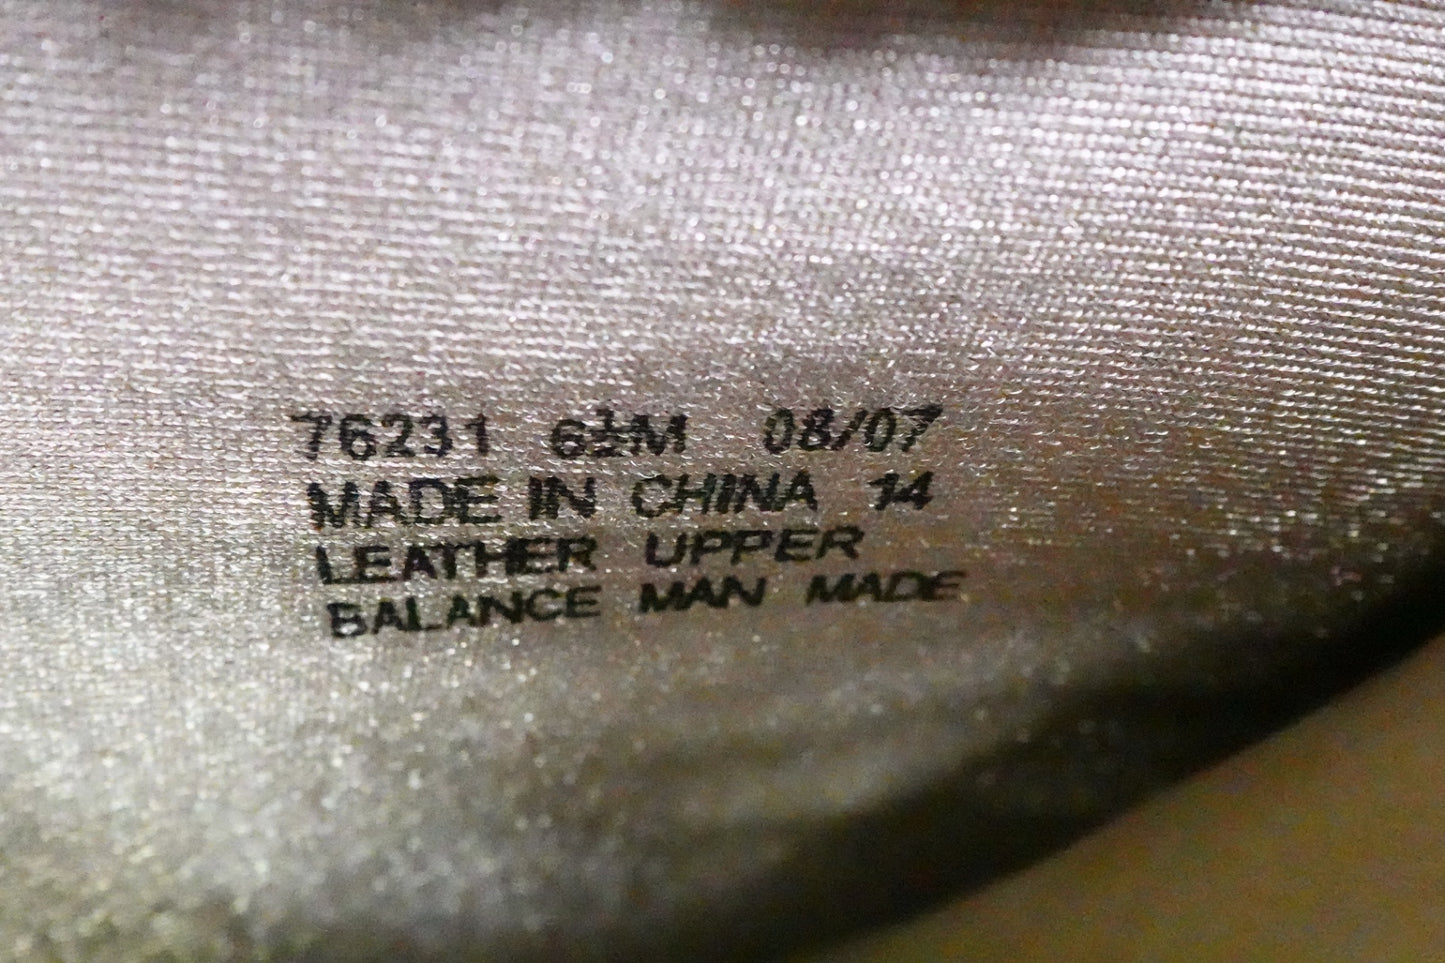 76231 6½M 08/07
MADE IN CHINA 14
LEATHER UPPER
BALANCE MAN MADE